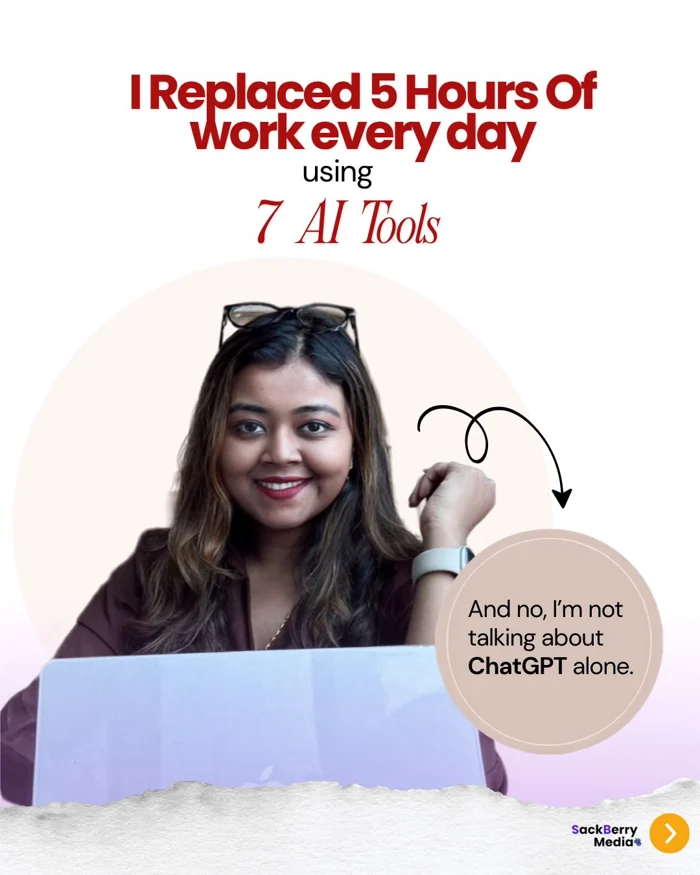 I Replaced 5 Hours Of
work every day
using
7 AI Tools
And no, I'm not
talking about
ChatGPT alone.
SackBerry
Media